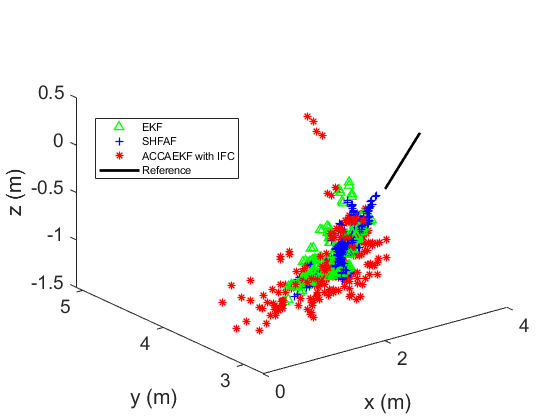 0.5
0
-0.5
-1
-1.5
z (m)
EKF
SHFAF
ACCAEKF with IFC
Reference
5
4
3
y (m)
0
2
4
x (m)